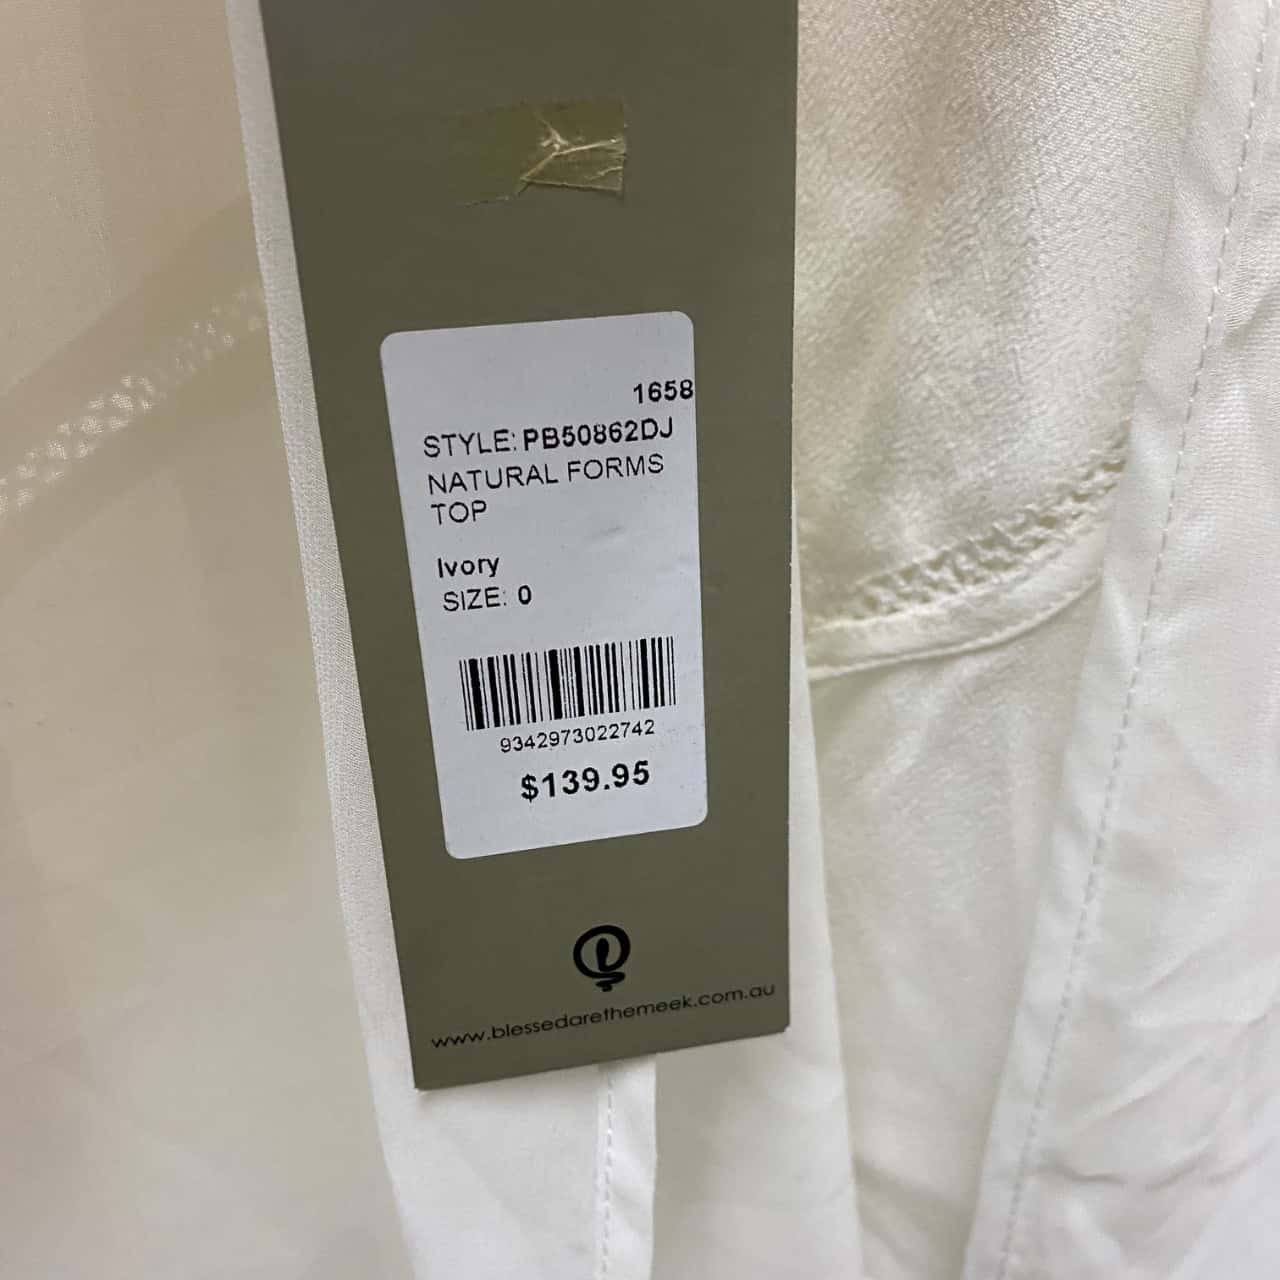 1658
STYLE: PB50862DJ
NATURAL FORMS
TOP
Ivory
SIZE: 0
9342973022742
$139.95
www.blessedarethemeek.com.au